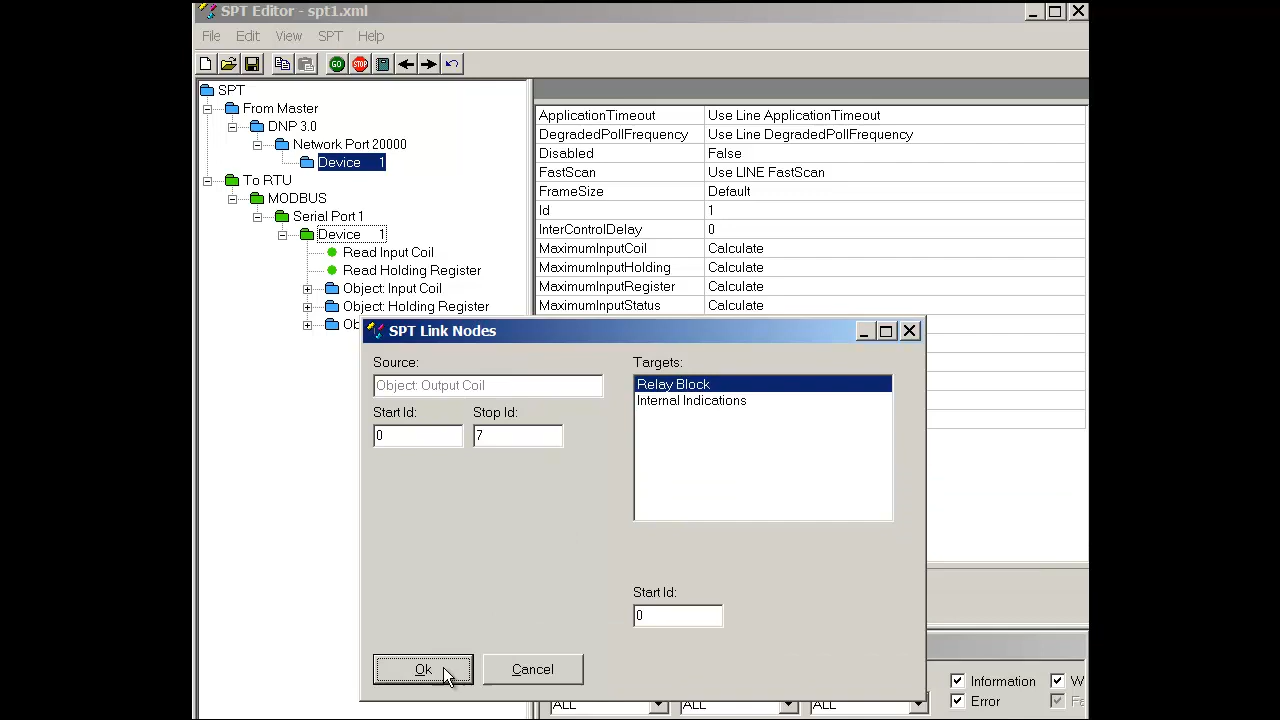 SPT Editor - spt1.xml
File Edit View SPT Help
GO STOP
SPT
From Master
DNP 3.0
Network Port 20000
Device 1
To RTU
MODBUS
Serial Port 1
Device 1
Read Input Coil
Read Holding Register
Object: Input Coil
Object: Holding Register
ApplicationTimeout Use Line ApplicationTimeout
DegradedPollFrequency Use Line DegradedPollFrequency
Disabled False
FastScan Use LINE FastScan
FrameSize Default
Id 1
InterControlDelay 0
MaximumInputCoil Calculate
MaximumInputHolding Calculate
MaximumInputRegister Calculate
MaximumInputStatus Calculate
SPT Link Nodes
Source:
Object: Output Coil
Start Id: Stop Id:
0 7
Targets:
Relay Block
Internal Indications
Start Id:
0
Ok Cancel
Information
Error
ALL ALL ALL